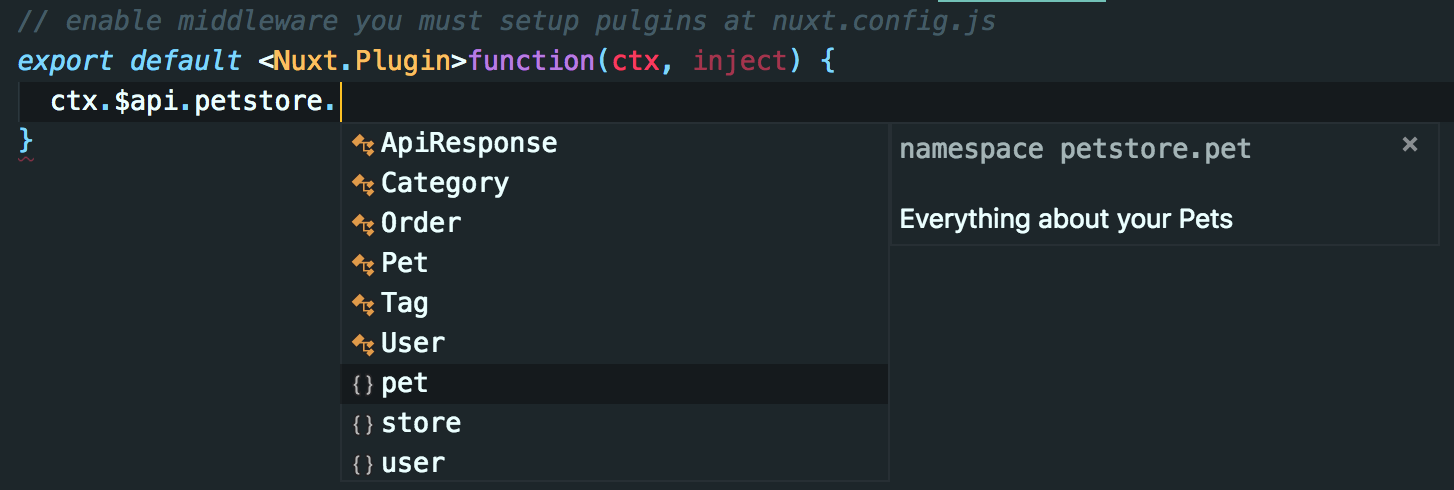 // enable middleware you must setup pulgins at nuxt.config.js
export default <Nuxt.Plugin>function(ctx, inject) {
ctx.$api.petstore.
}
ApiResponse
Category
Order
Pet
Tag
User
{} pet
{} store
{} user
namespace petstore.pet ×
Everything about your Pets